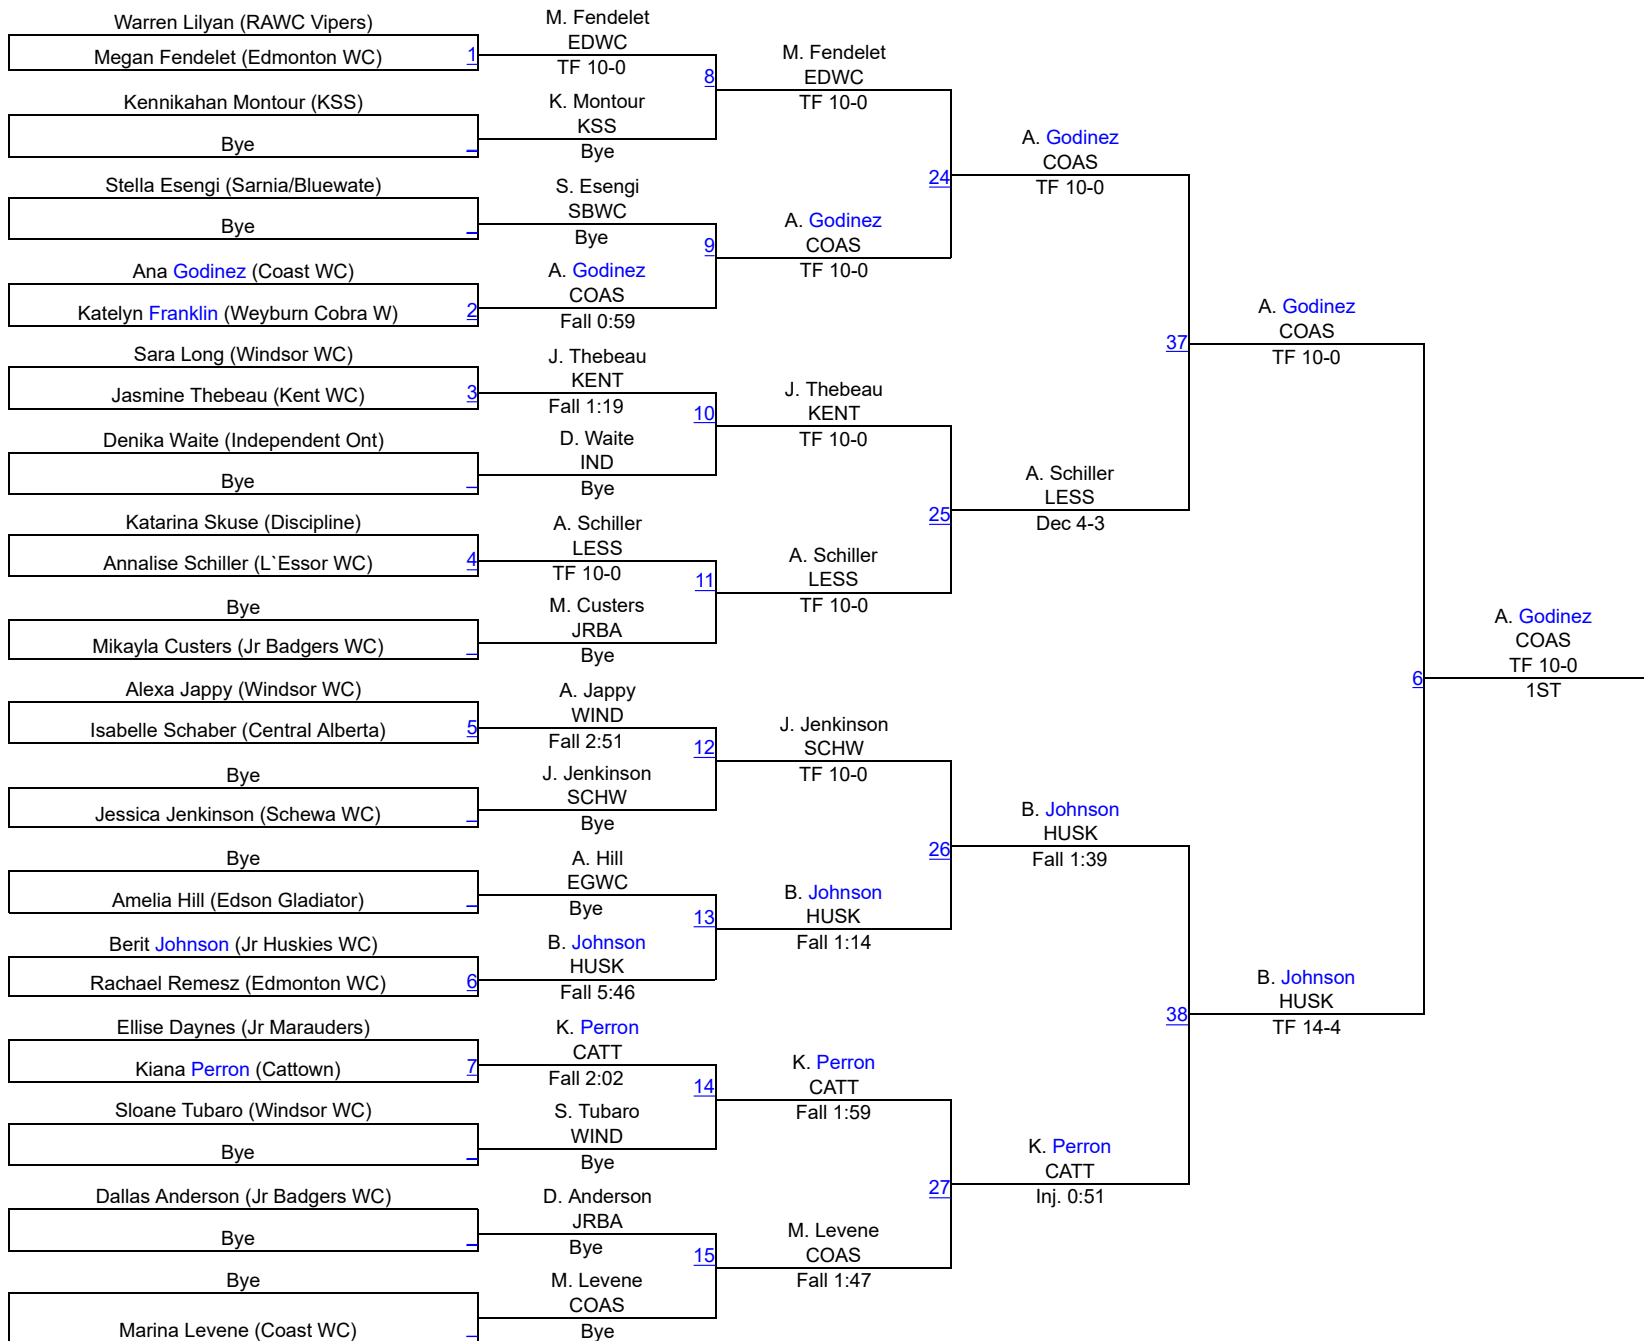 Warren Lilyan (RAWC Vipers)
Megan Fendelet (Edmonton WC) 1
Kennikahan Montour (KSS)
Bye _
Stella Esengi (Sarnia/Bluewate)
Bye _
Ana Godinez (Coast WC)
Katelyn Franklin (Weyburn Cobra W) 2
Sara Long (Windsor WC)
Jasmine Thebeau (Kent WC) 3
Denika Waite (Independent Ont)
Bye _
Katarina Skuse (Discipline)
Annalise Schiller (L`Essor WC) 4
Bye
Mikayla Custers (Jr Badgers WC) _
Alexa Jappy (Windsor WC)
Isabelle Schaber (Central Alberta) 5
Bye
Jessica Jenkinson (Schewa WC) _
Bye
Amelia Hill (Edson Gladiator) _
Berit Johnson (Jr Huskies WC)
Rachael Remesz (Edmonton WC) 6
Ellise Daynes (Jr Marauders)
Kiana Perron (Cattown) 7
Sloane Tubaro (Windsor WC)
Bye _
Dallas Anderson (Jr Badgers WC)
Bye _
Bye
Marina Levene (Coast WC) _
M. Fendelet
EDWC
TF 10-0
8
K. Montour
KSS
Bye
S. Esengi
SBWC
Bye
9
A. Godinez
COAS
Fall 0:59
J. Thebeau
KENT
Fall 1:19
10
D. Waite
IND
Bye
A. Schiller
LESS
TF 10-0
11
M. Custers
JRBA
Bye
A. Jappy
WIND
Fall 2:51
12
J. Jenkinson
SCHW
Bye
A. Hill
EGWC
Bye
13
B. Johnson
HUSK
Fall 5:46
K. Perron
CATT
Fall 2:02
14
S. Tubaro
WIND
Bye
D. Anderson
JRBA
Bye
15
M. Levene
COAS
Bye
M. Fendelet
EDWC
TF 10-0
24
A. Godinez
COAS
TF 10-0
J. Thebeau
KENT
TF 10-0
25
A. Schiller
LESS
TF 10-0
J. Jenkinson
SCHW
TF 10-0
26
B. Johnson
HUSK
Fall 1:14
K. Perron
CATT
Fall 1:59
27
M. Levene
COAS
Fall 1:47
A. Godinez
COAS
TF 10-0
37
A. Schiller
LESS
Dec 4-3
B. Johnson
HUSK
Fall 1:39
38
K. Perron
CATT
Inj. 0:51
A. Godinez
COAS
TF 10-0
6
B. Johnson
HUSK
TF 14-4
A. Godinez
COAS
TF 10-0
1ST